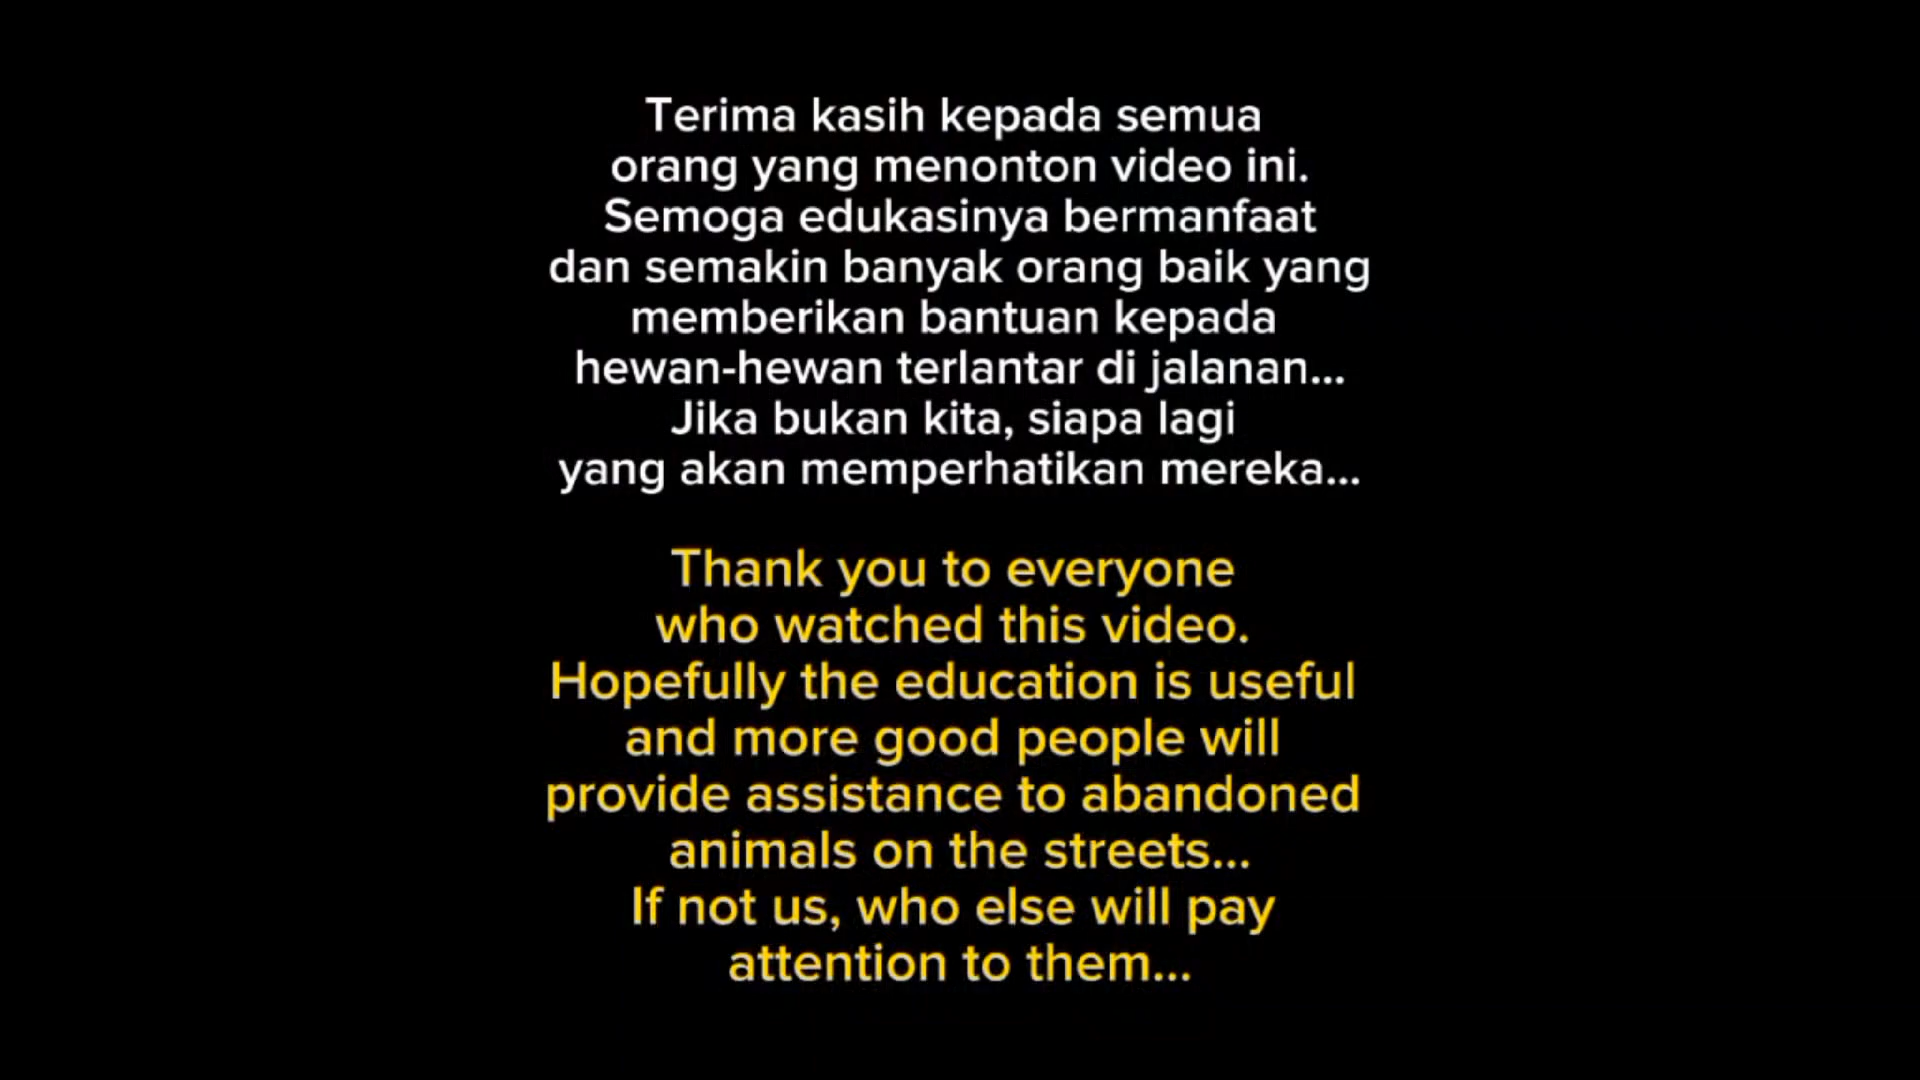 Terima kasih kepada semua
orang yang menonton video ini.
Semoga edukasinya bermanfaat
dan semakin banyak orang baik yang
memberikan bantuan kepada
hewan-hewan terlantar di jalanan...
Jika bukan kita, siapa lagi
yang akan memperhatikan mereka...
Thank you to everyone
who watched this video.
Hopefully the education is useful
and more good people will
provide assistance to abandoned
animals on the streets...
If not us, who else will pay
attention to them...